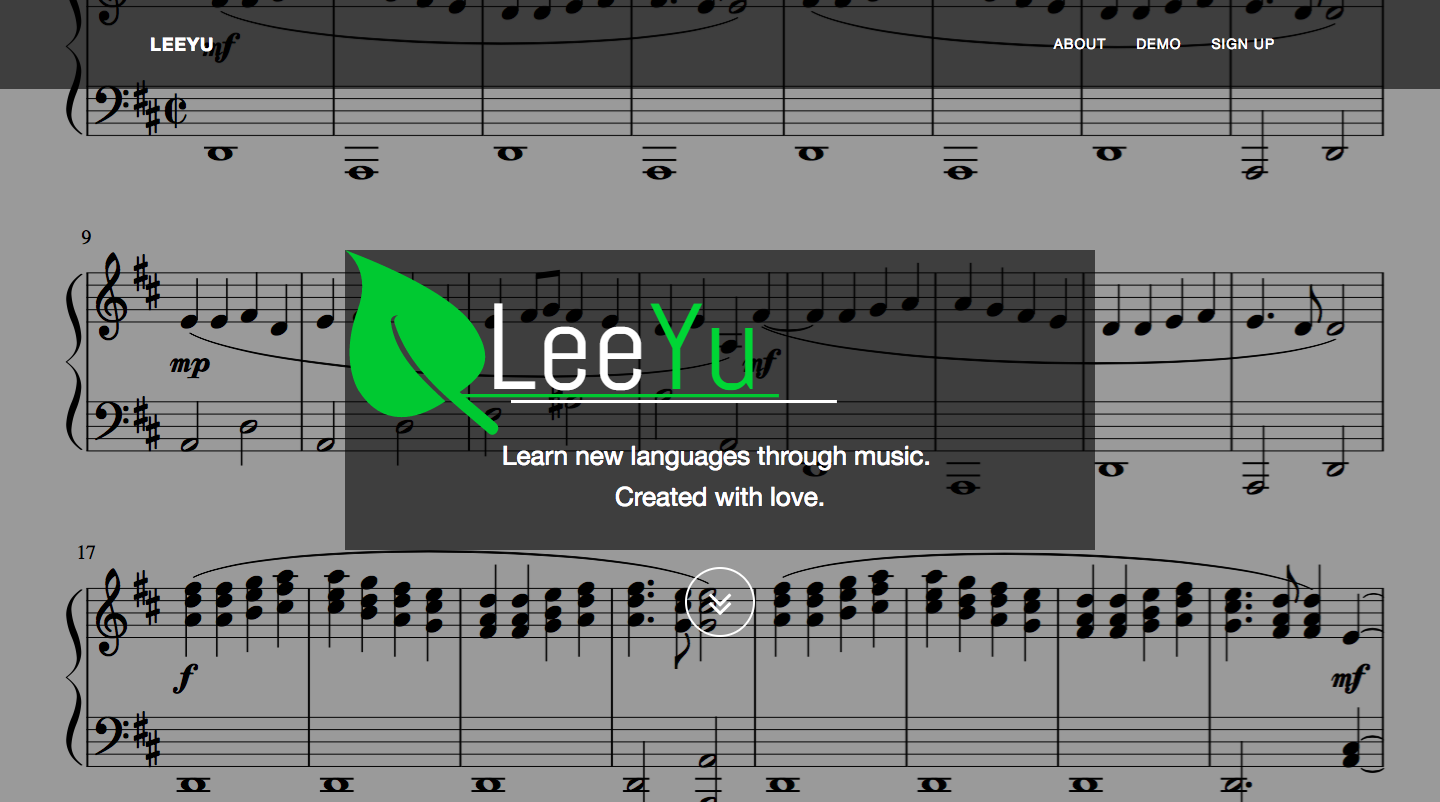 LEEYU
ABOUT DEMO SIGN UP
mf
9
mp
mf
LeeYu
Learn new languages through music.
Created with love.
17
f
mf